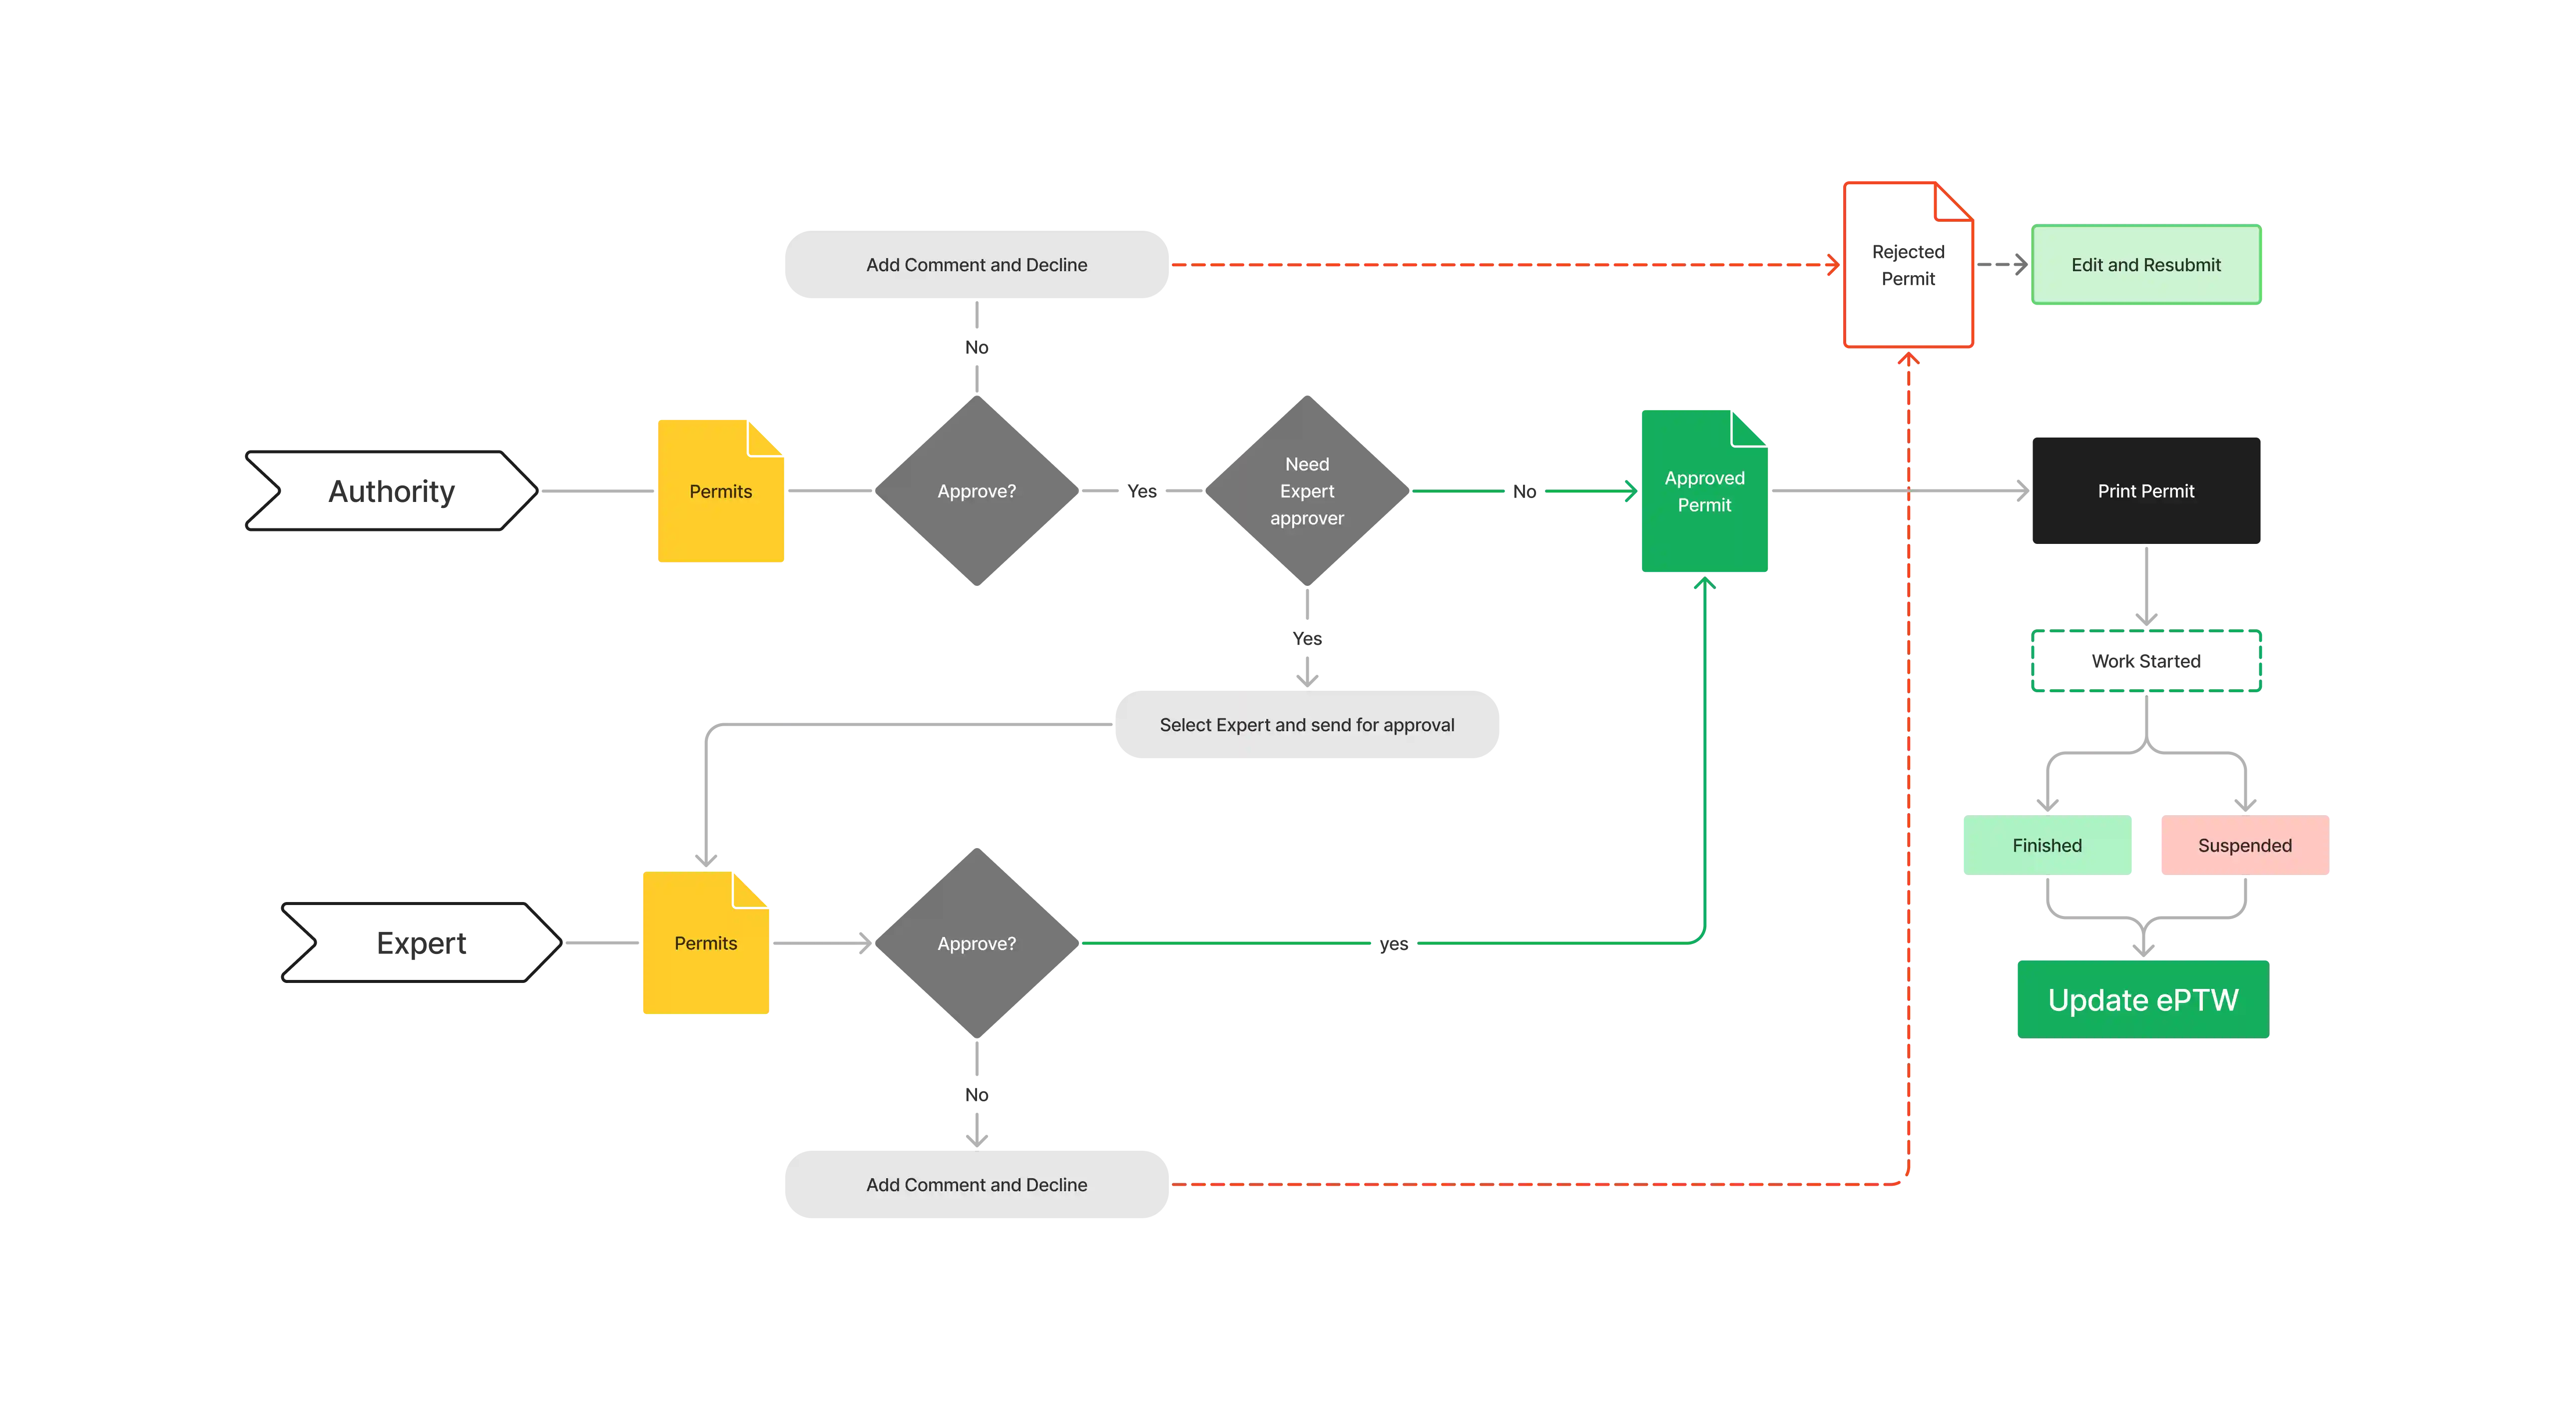 Add Comment and Decline
Rejected
Permit
Edit and Resubmit
No
Authority
Permits
Approve?
Yes
Need
Expert
approver
No
Approved
Permit
Print Permit
Yes
Work Started
Select Expert and send for approval
Finished
Suspended
Expert
Permits
Approve?
yes
Update ePTW
No
Add Comment and Decline